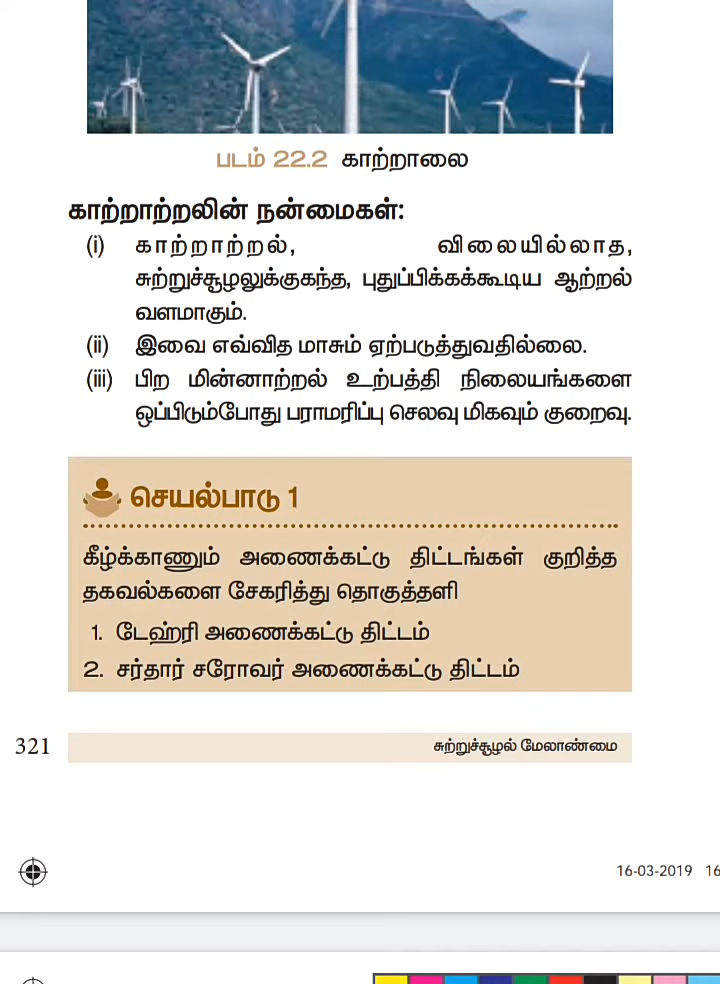 படம் 22.2 காற்றாலை
காற்றாற்றலின் நன்மைகள்:
(i) காற்றாற்றல், விலையில்லாத,
சுற்றுச்சூழலுக்குகந்த, புதுப்பிக்கக்கூடிய ஆற்றல்
வளமாகும்.
(ii) இவை எவ்வித மாசும் ஏற்படுத்துவதில்லை.
(iii) பிற மின்னாற்றல் உற்பத்தி நிலையங்களை
ஒப்பிடும்போது பராமரிப்பு செலவு மிகவும் குறைவு.
செயல்பாடு 1
கீழ்க்காணும் அணைக்கட்டு திட்டங்கள் குறித்த
தகவல்களை சேகரித்து தொகுத்தளி
1. டேஹ்ரி அணைக்கட்டு திட்டம்
2. சர்தார் சரோவர் அணைக்கட்டு திட்டம்
321 சுற்றுச்சூழல் மேலாண்மை
16-03-2019 16